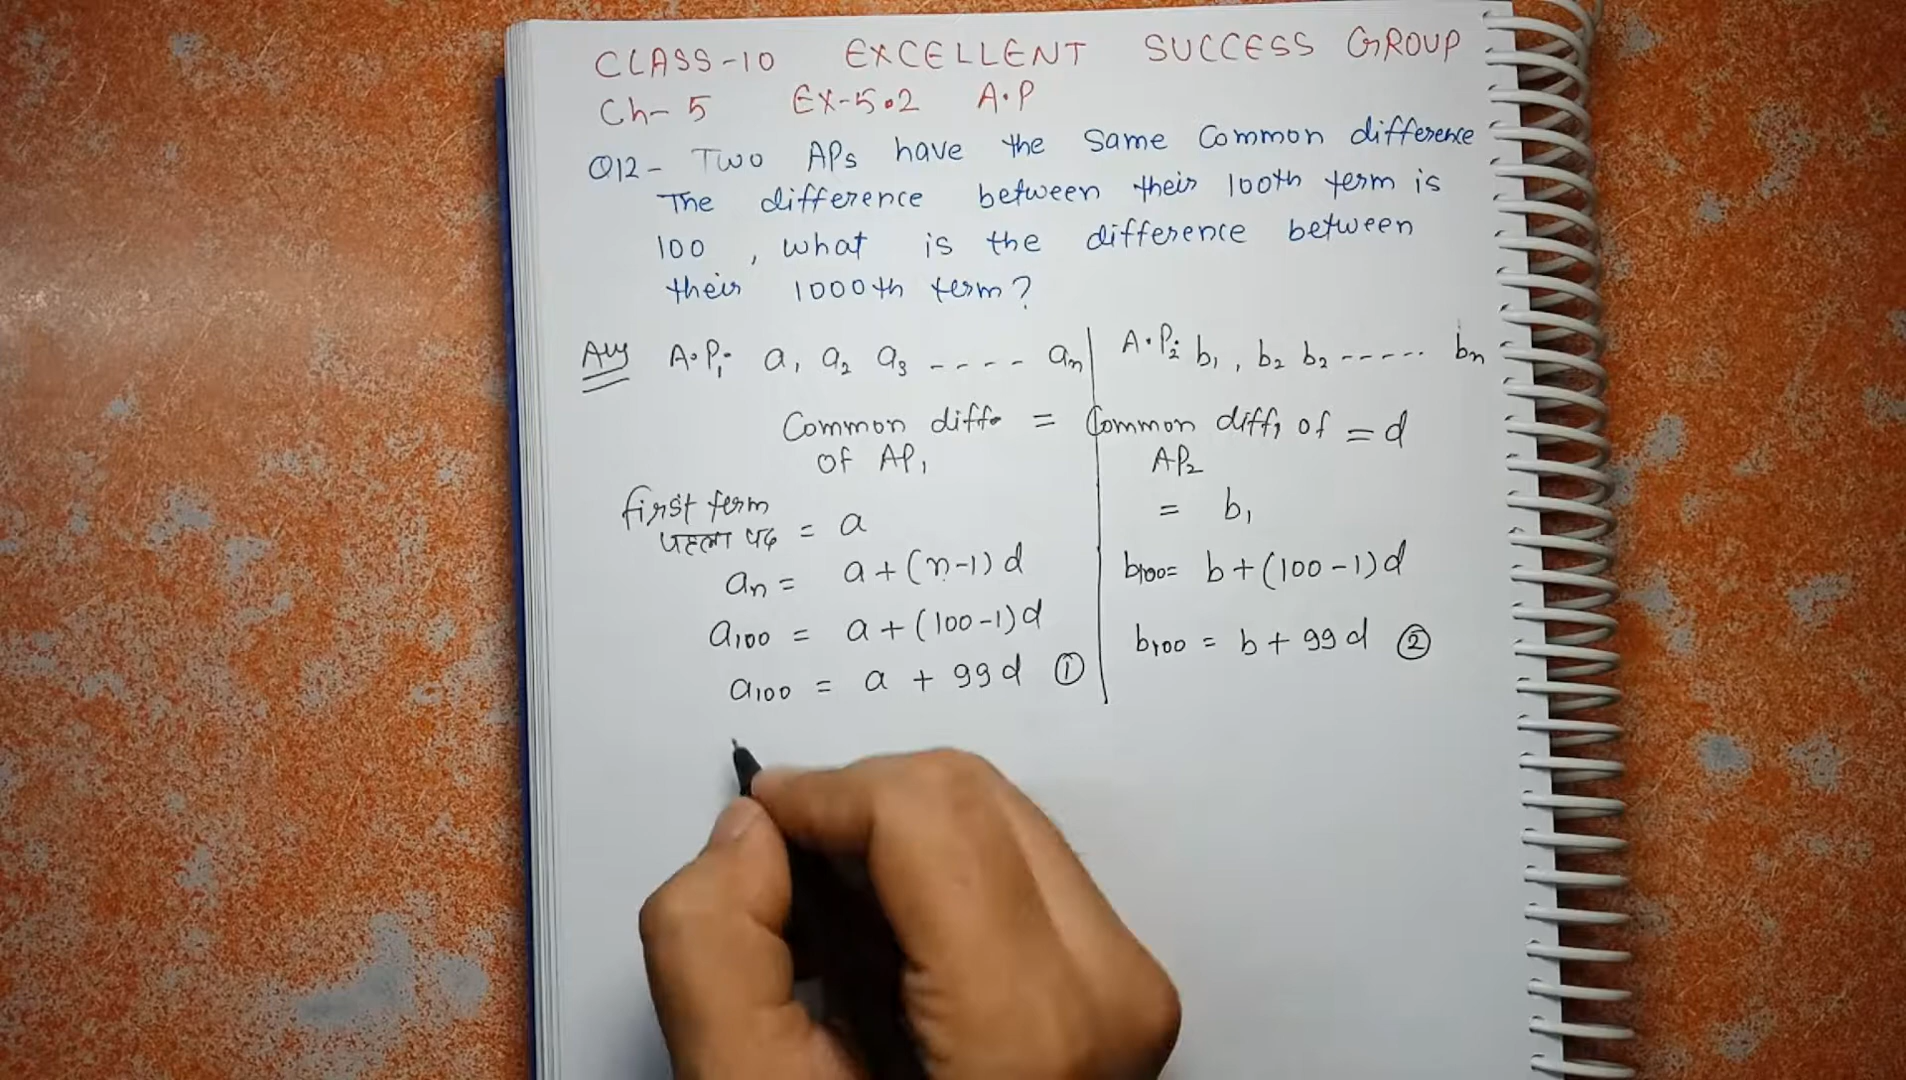 CLASS-10 EXCELLENT SUCCESS GROUP
Ch-5 EX-5.2 A.P
Q12- Two APs have the same common difference
The difference between their 100th term is
100, what is the difference between
their 1000th term?
Ans A.P₁: a, a₂ a₃ ---- aₙ | A.P₂: b₁, b₂ b₂ ----- bₙ
Common diff. = Common diff, of = d
of AP₁ AP₂
first term
पहला पद = a = b₁
aₙ = a+(n-1)d b₁₀₀= b+(100-1)d
a₁₀₀ = a+(100-1)d
b₁₀₀ = b+99d ②
a₁₀₀ = a + 99d ①